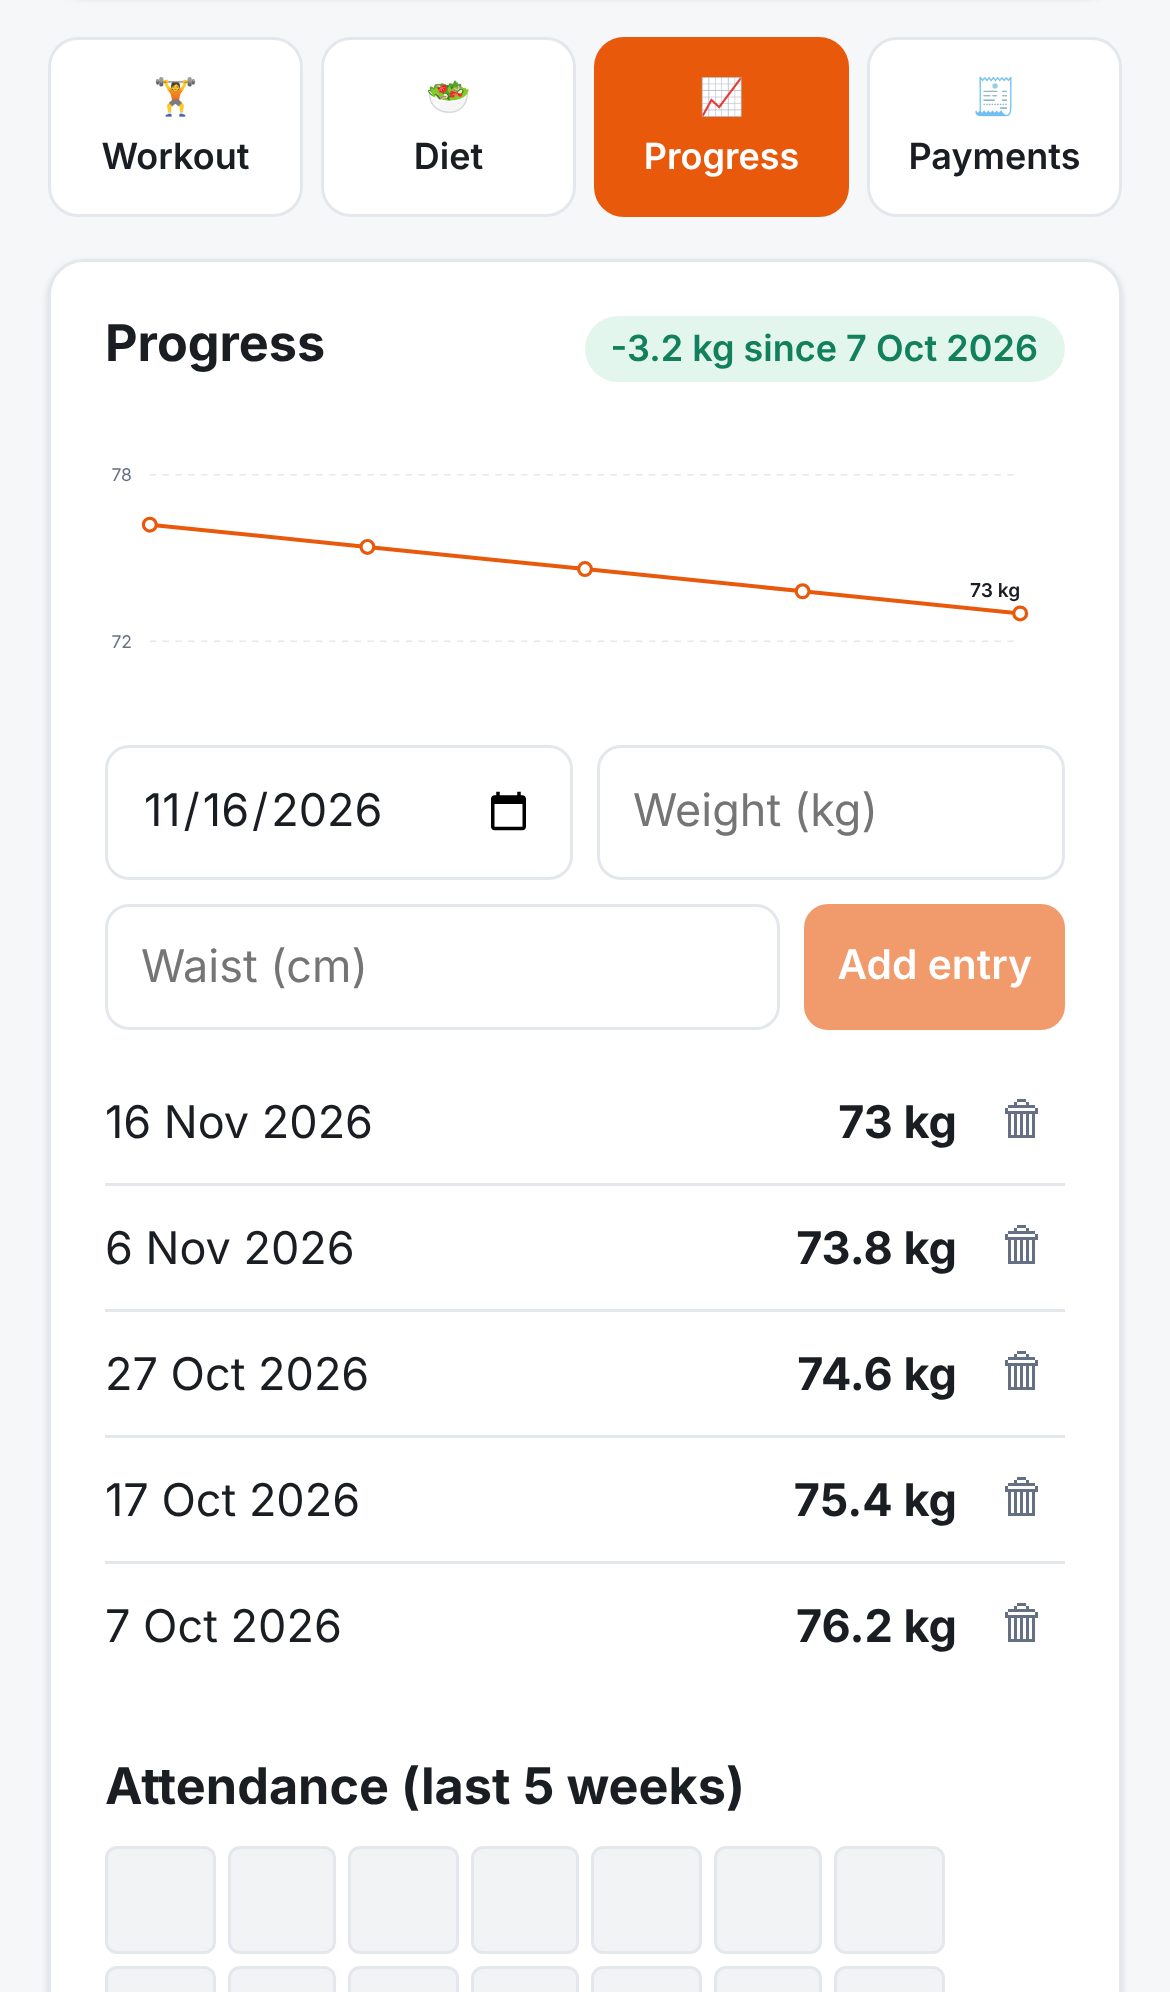 Workout
Diet
Progress
Payments
Progress
-3.2 kg since 7 Oct 2026
78
73 kg
72
11/16/2026
Weight (kg)
Waist (cm)
Add entry
16 Nov 2026 73 kg
6 Nov 2026 73.8 kg
27 Oct 2026 74.6 kg
17 Oct 2026 75.4 kg
7 Oct 2026 76.2 kg
Attendance (last 5 weeks)